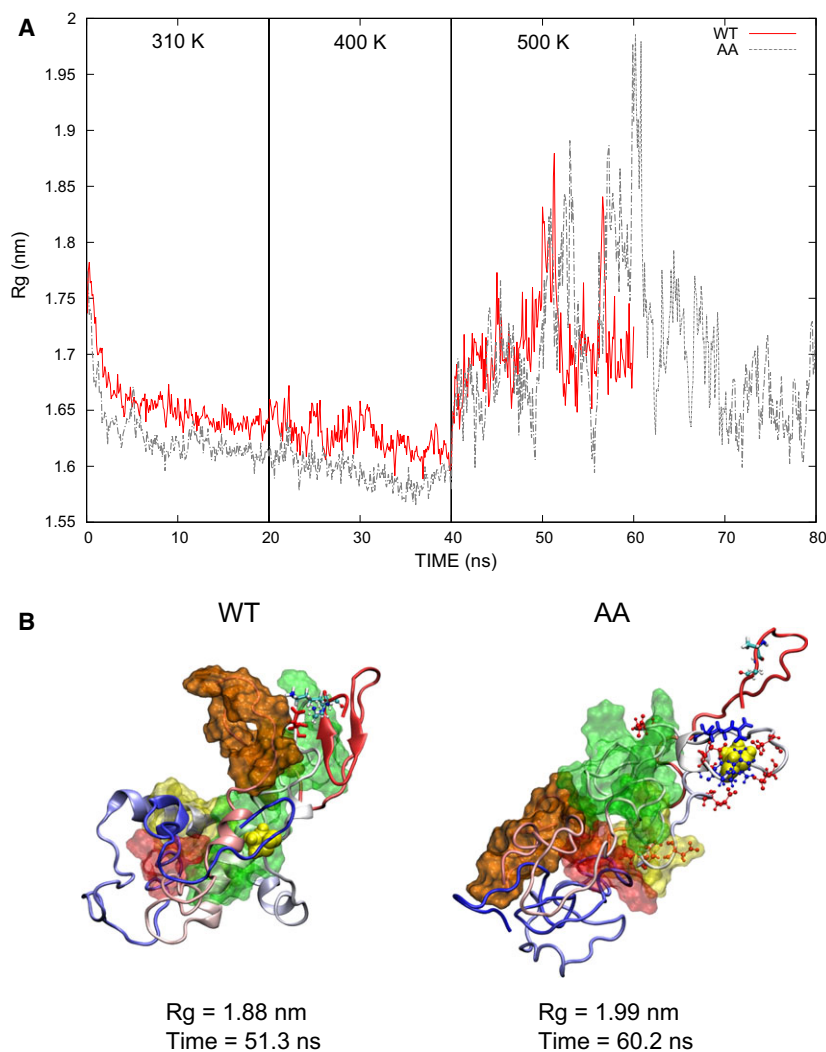 A
310 K
400 K
500 K
WT
AA
2
1.95
1.9
1.85
1.8
1.75
1.7
1.65
1.6
1.55
Rg (nm)
0
10
20
30
40
50
60
70
80
TIME (ns)
B
WT
AA
Rg = 1.88 nm
Time = 51.3 ns
Rg = 1.99 nm
Time = 60.2 ns